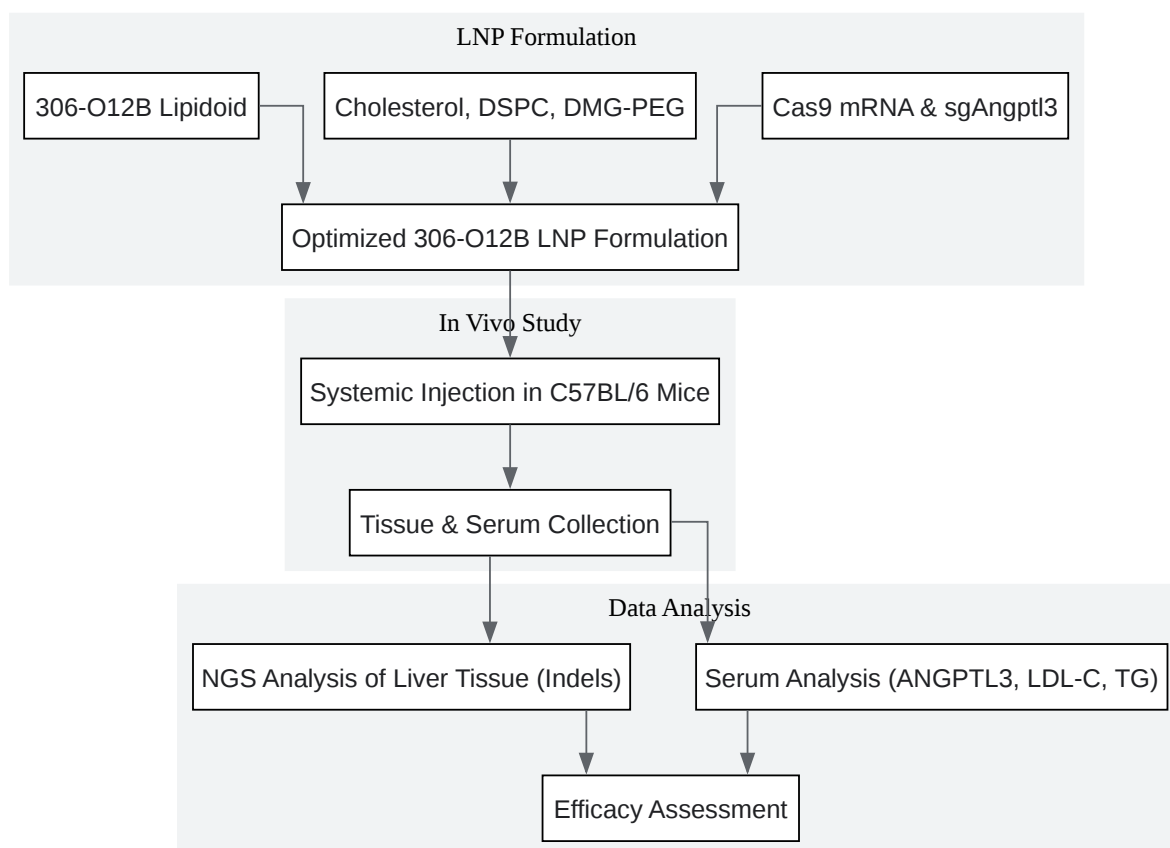 LNP Formulation
306-O12B Lipidoid
Cholesterol, DSPC, DMG-PEG
Cas9 mRNA & sgAngptl3
Optimized 306-O12B LNP Formulation
In Vivo Study
Systemic Injection in C57BL/6 Mice
Tissue & Serum Collection
Data Analysis
NGS Analysis of Liver Tissue (Indels)
Serum Analysis (ANGPTL3, LDL-C, TG)
Efficacy Assessment